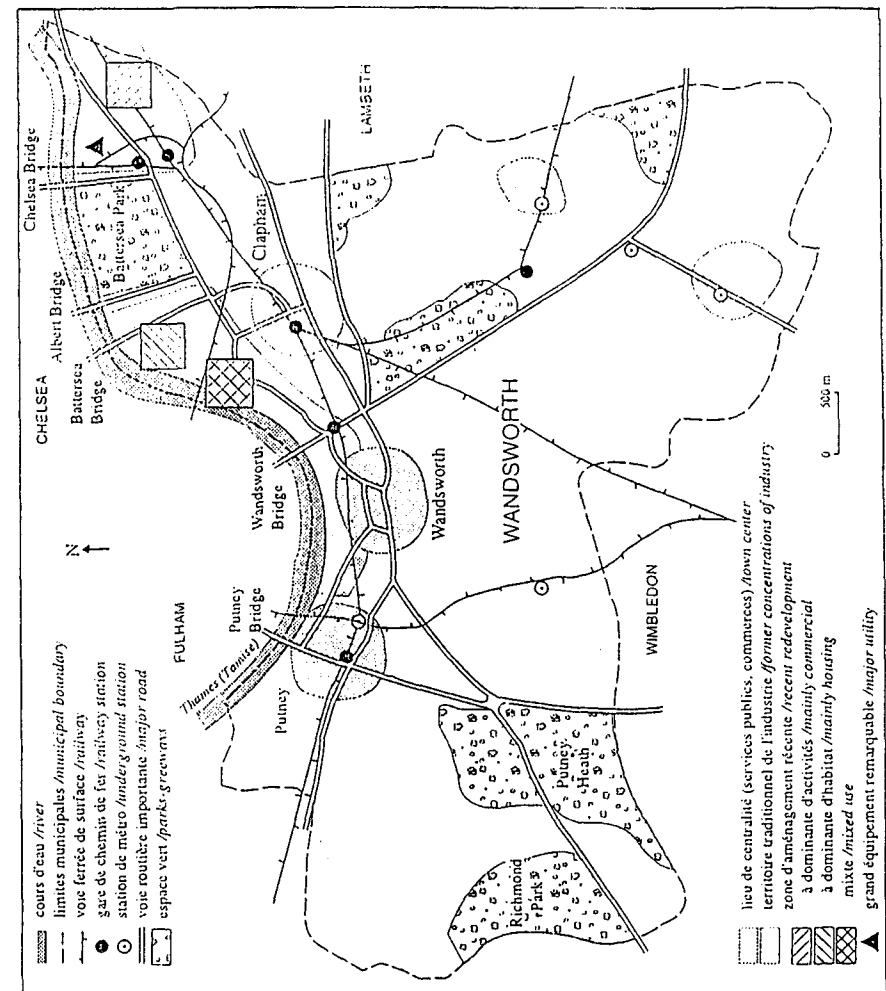 cours d'eau /river
limites municipales /municipal boundary
voie ferrée de surface /railway
gare de chemin de fer /railway station
station de métro /underground station
voie routière importante /major road
espace vert /parks-greeways
N
CHELSEA
Chelsea Bridge
Albert Bridge
Battersea
Bridge
Battersea Park
FULHAM
Wandsworth
Bridge
Putney
Bridge
Thames (Tamise)
Putney
Clapham
LAMBETH
Wandsworth
WANDSWORTH
WIMBLEDON
Putney
Heath
Richmond
Park
lieu de centralité (services publics, commerces) /town center
territoire traditionnel de l'industrie /former concentrations of industry
zone d'aménagement récente /recent redevelopment
à dominante d'activités /mainly commercial
à dominante d'habitat /mainly housing
mixte /mixed use
grand équipement remarquable /major utility
0 500 m